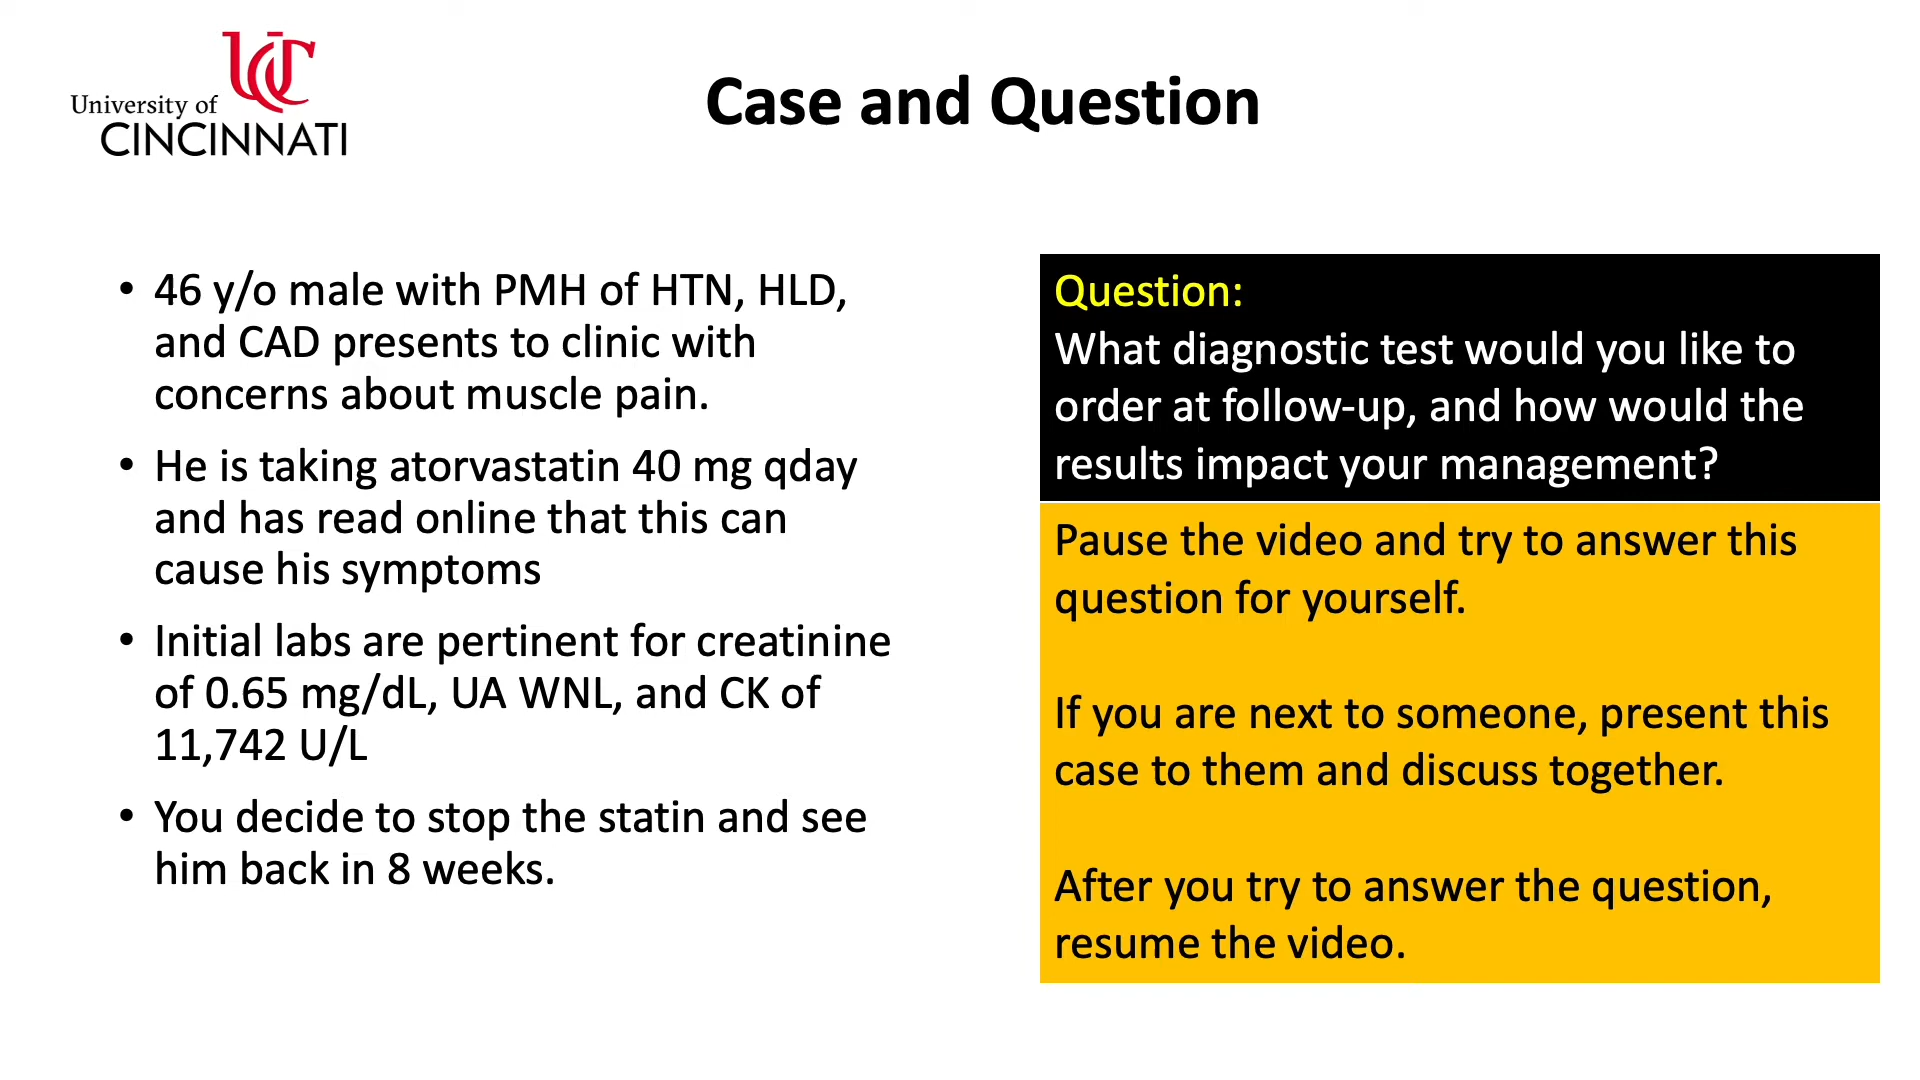 University of
CINCINNATI
Case and Question
• 46 y/o male with PMH of HTN, HLD,
and CAD presents to clinic with
concerns about muscle pain.
• He is taking atorvastatin 40 mg qday
and has read online that this can
cause his symptoms
• Initial labs are pertinent for creatinine
of 0.65 mg/dL, UA WNL, and CK of
11,742 U/L
• You decide to stop the statin and see
him back in 8 weeks.
Question:
What diagnostic test would you like to
order at follow-up, and how would the
results impact your management?
Pause the video and try to answer this
question for yourself.
If you are next to someone, present this
case to them and discuss together.
After you try to answer the question,
resume the video.